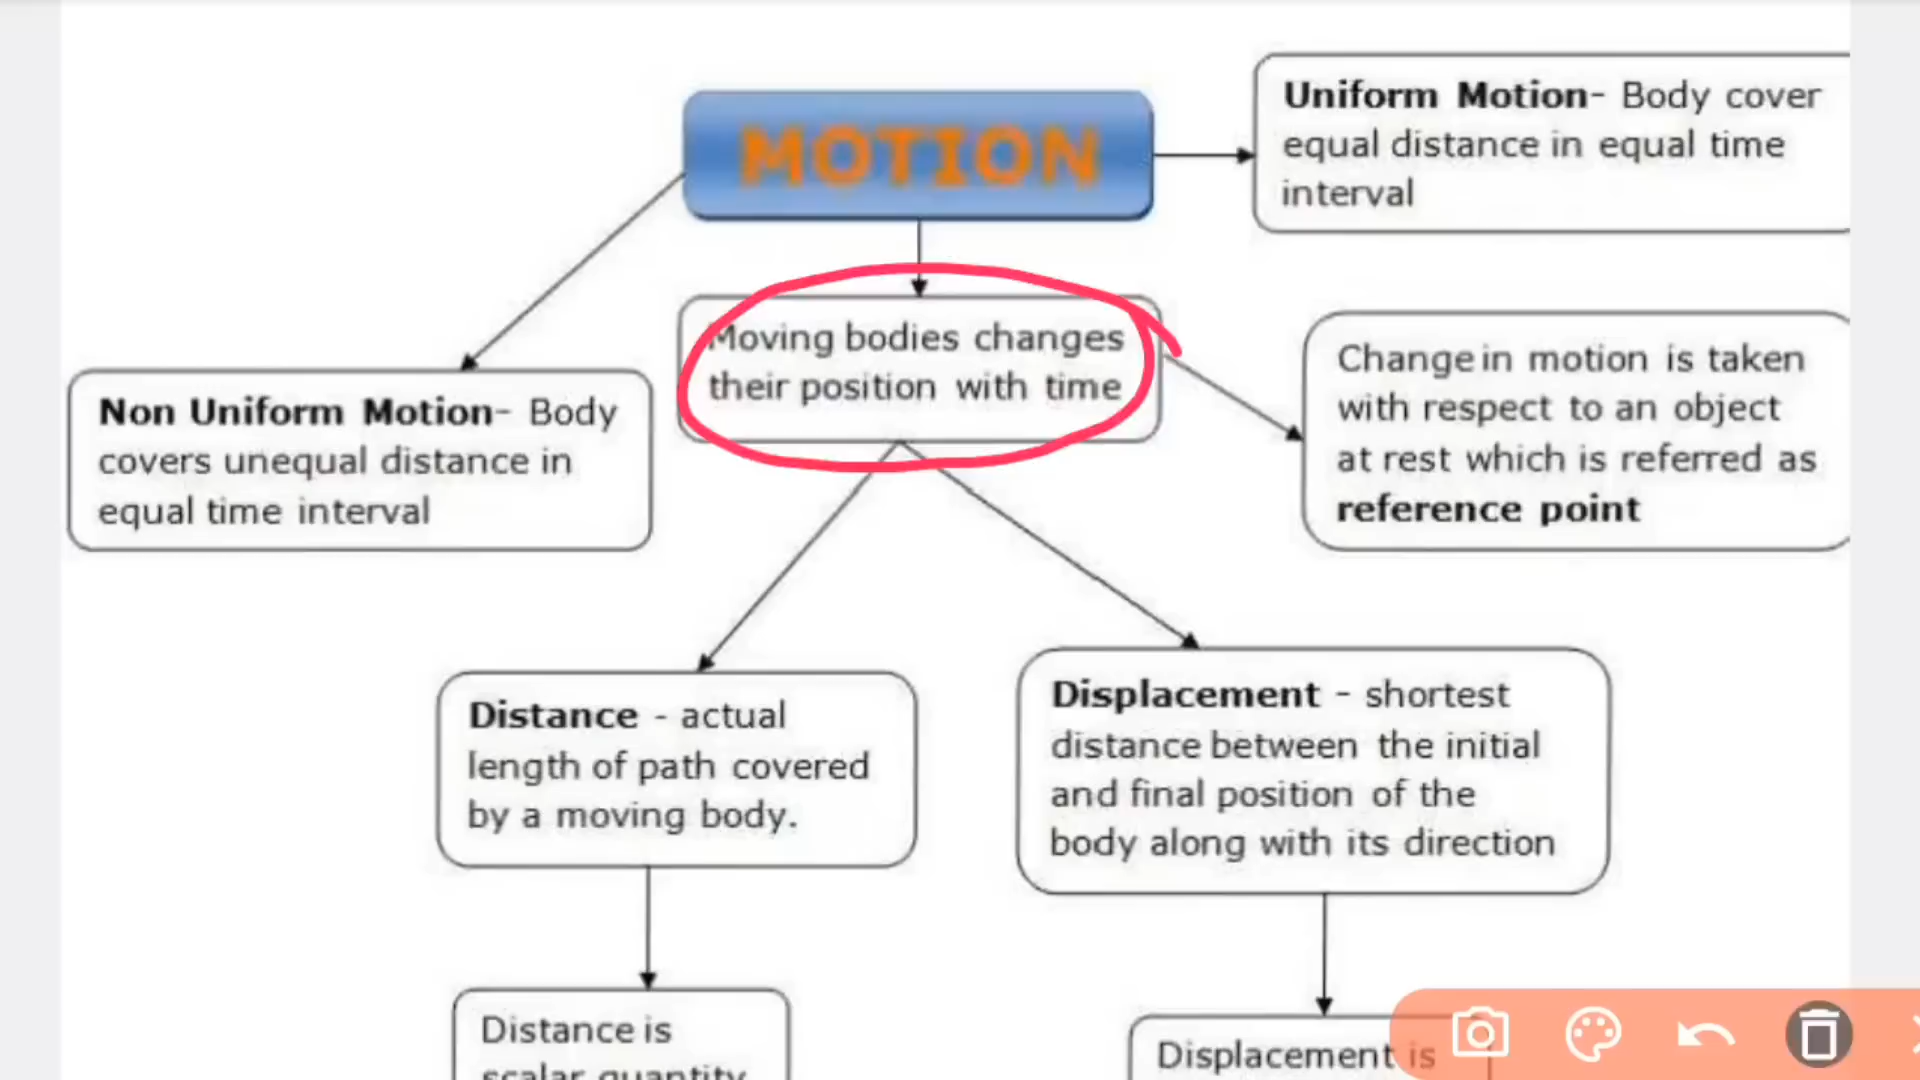 MOTION
Uniform Motion- Body cover
equal distance in equal time
interval
Moving bodies changes
their position with time
Change in motion is taken
with respect to an object
at rest which is referred as
reference point
Non Uniform Motion- Body
covers unequal distance in
equal time interval
Distance - actual
length of path covered
by a moving body.
Displacement - shortest
distance between the initial
and final position of the
body along with its direction
Distance is
scalar quantity
Displacement is